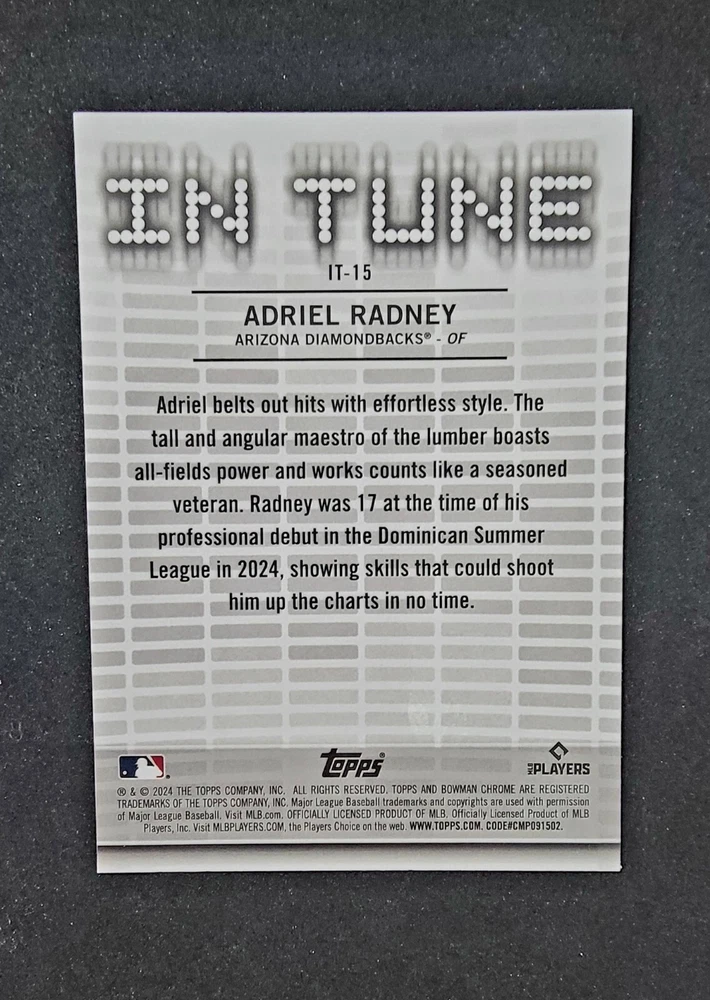 IN TUNE
IT-15
ADRIEL RADNEY
ARIZONA DIAMONDBACKS® - OF
Adriel belts out hits with effortless style. The
tall and angular maestro of the lumber boasts
all-fields power and works counts like a seasoned
veteran. Radney was 17 at the time of his
professional debut in the Dominican Summer
League in 2024, showing skills that could shoot
him up the charts in no time.
Topps®
MLB PLAYERS
® & © 2024 THE TOPPS COMPANY, INC. ALL RIGHTS RESERVED. TOPPS AND BOWMAN CHROME ARE REGISTERED
TRADEMARKS OF THE TOPPS COMPANY, INC. Major League Baseball trademarks and copyrights are used with permission
of Major League Baseball. Visit MLB.com. OFFICIALLY LICENSED PRODUCT OF MLB. Officially Licensed Product of MLB
Players, Inc. Visit MLBPLAYERS.COM, the Players Choice on the web. WWW.TOPPS.COM. CODE#CMP091502.